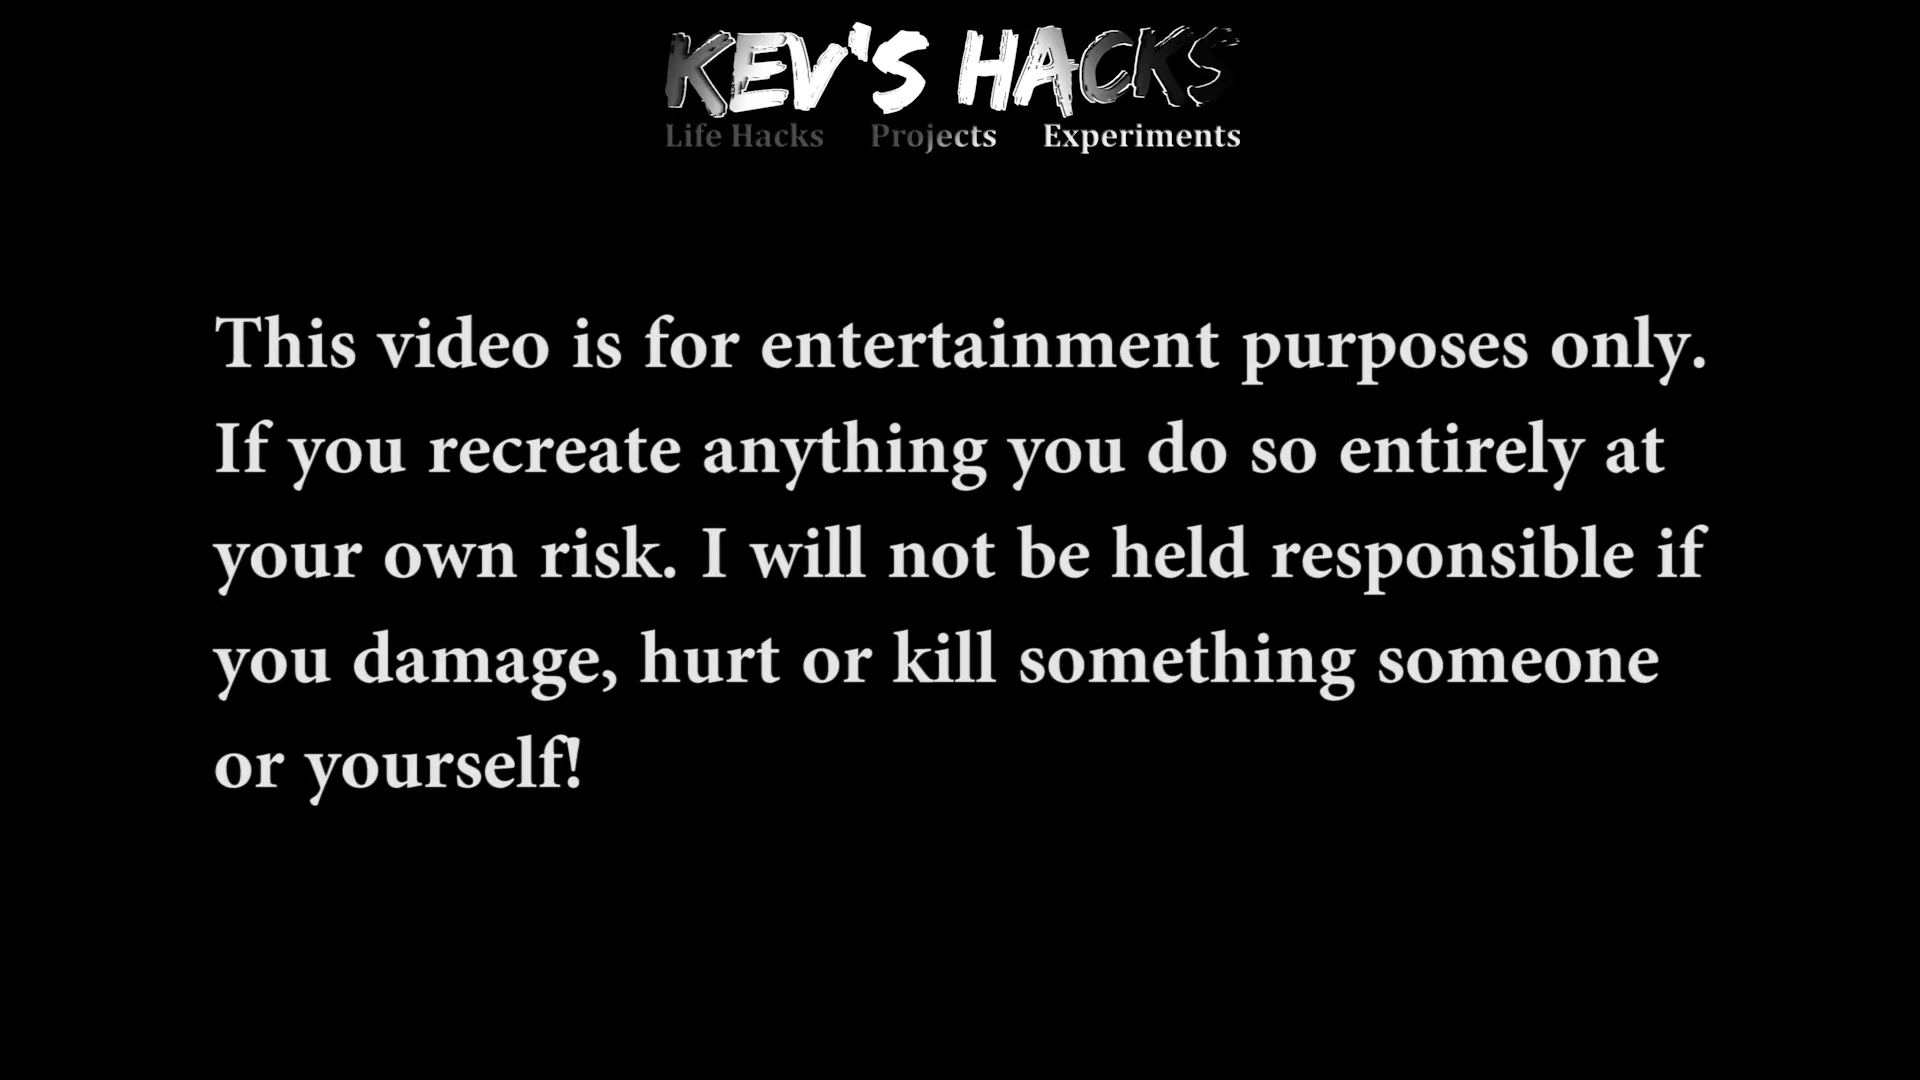 KEV'S HACKS
Life Hacks Projects Experiments
This video is for entertainment purposes only.
If you recreate anything you do so entirely at
your own risk. I will not be held responsible if
you damage, hurt or kill something someone
or yourself!